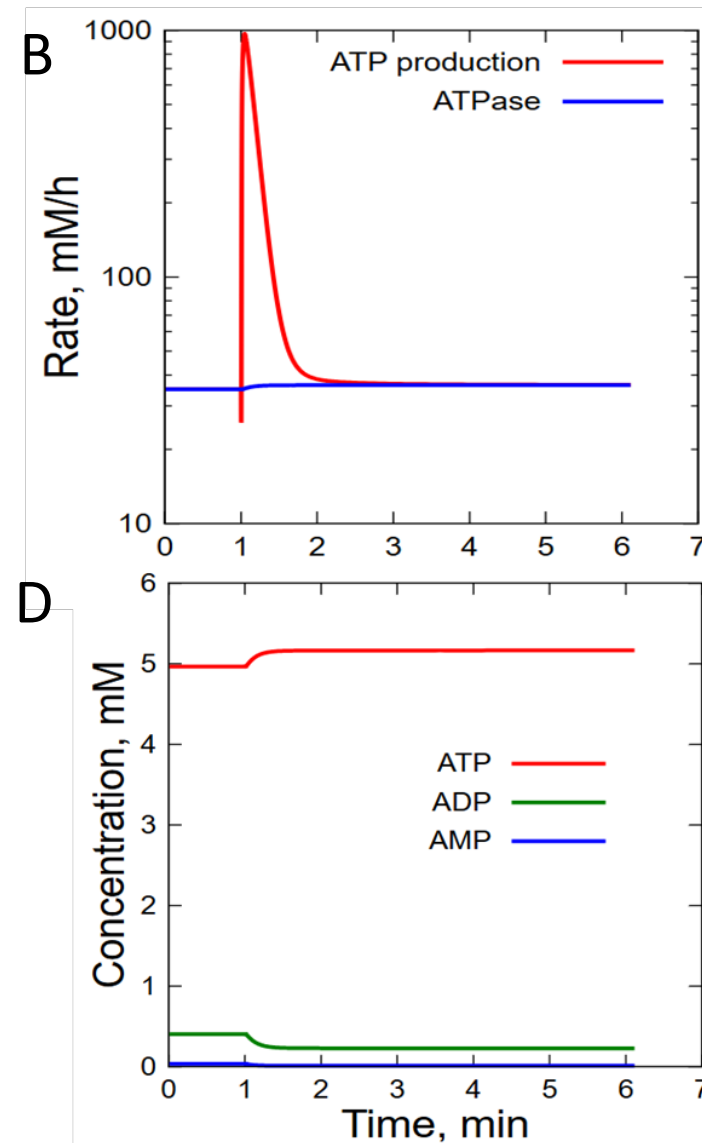 B
1000
ATP production
ATPase
Rate, mM/h
100
10
0 1 2 3 4 5 6 7
D
6
5
4
3
2
1
0
Concentration, mM
ATP
ADP
AMP
0 1 2 3 4 5 6 7
Time, min